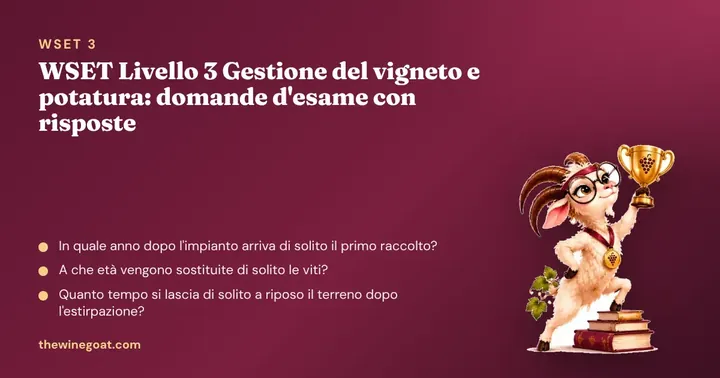 WSET 3
WSET Livello 3 Gestione del vigneto e
potatura: domande d'esame con
risposte
In quale anno dopo l'impianto arriva di solito il primo raccolto?
A che età vengono sostituite di solito le viti?
Quanto tempo si lascia di solito a riposo il terreno dopo
l'estirpazione?
thewinegoat.com